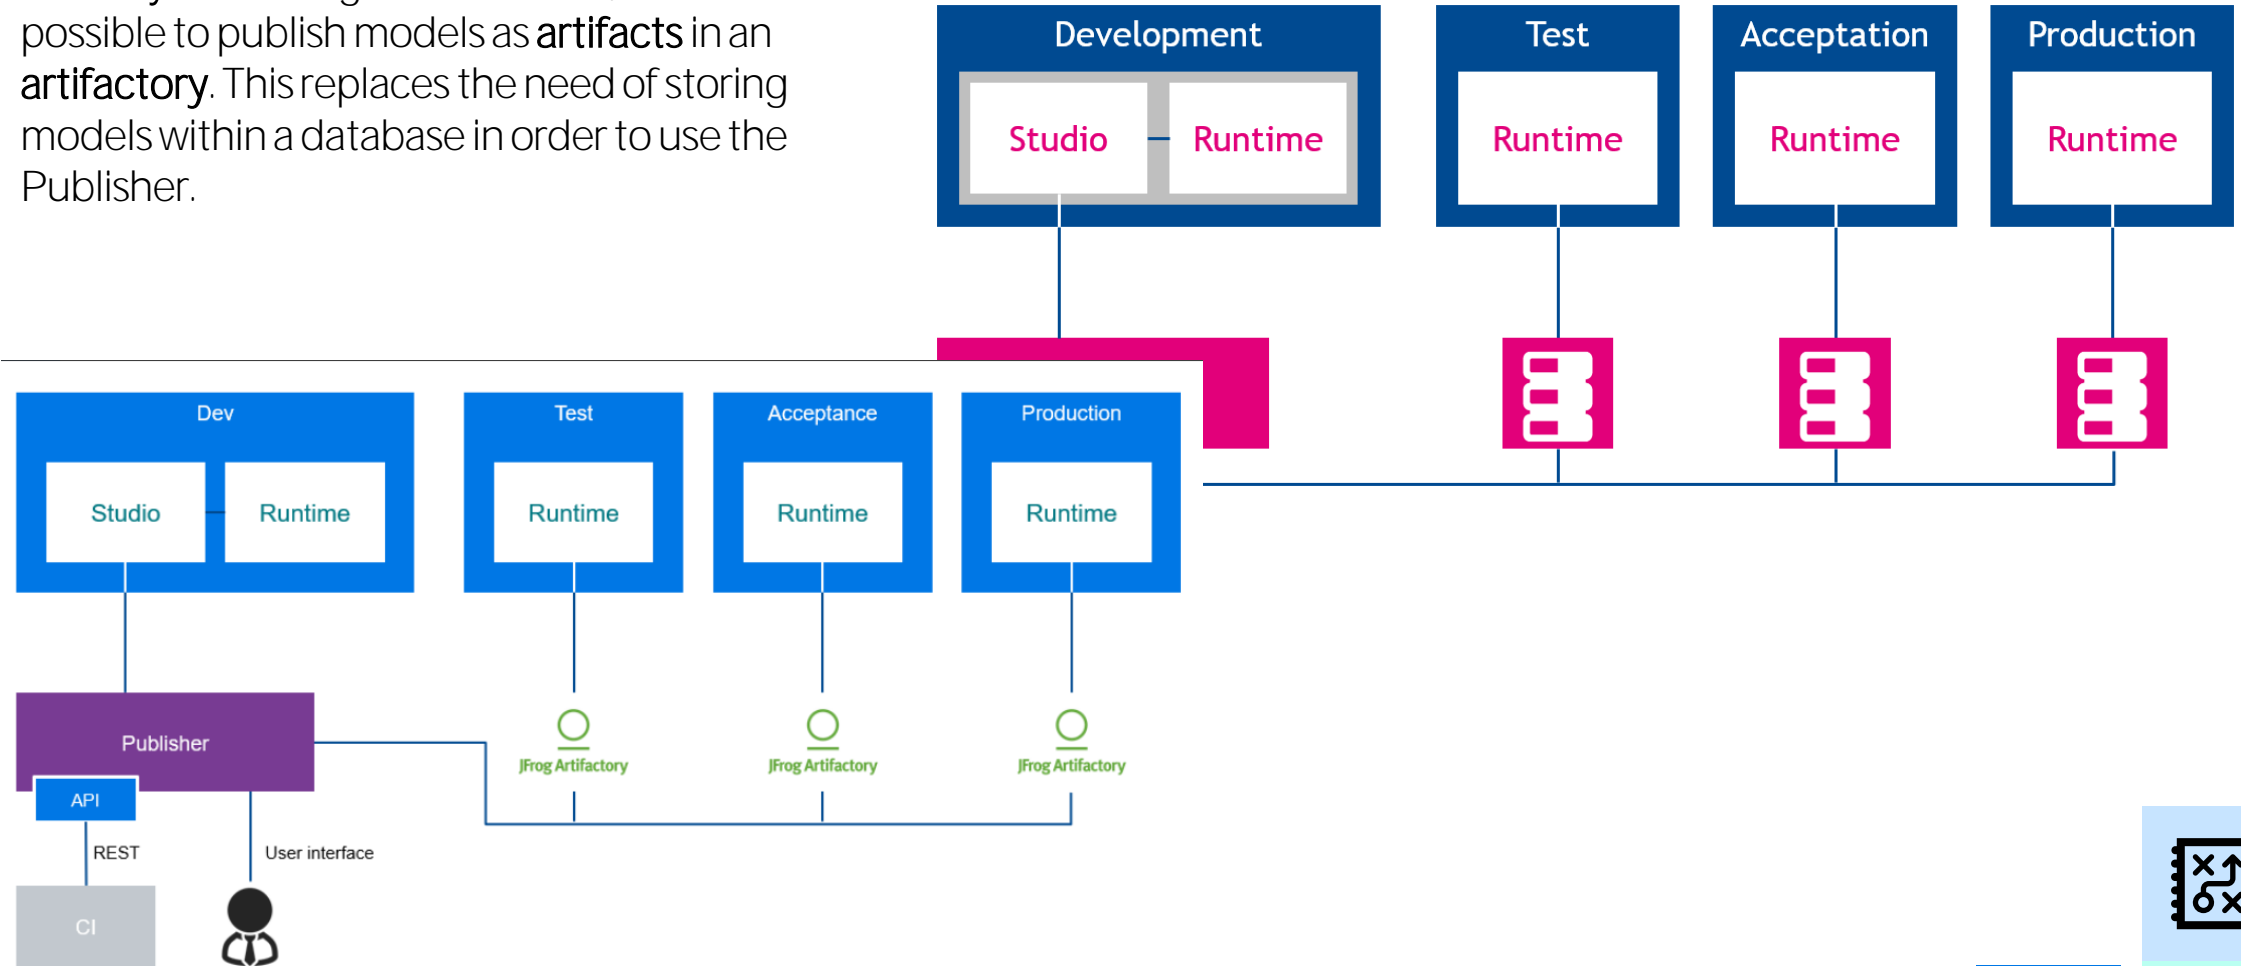 possible to publish models as artifacts in an
artifactory. This replaces the need of storing
models within a database in order to use the
Publisher.
Development
Studio
Runtime
Test
Runtime
Acceptation
Runtime
Production
Runtime
Dev
Studio
Runtime
Test
Runtime
Acceptance
Runtime
Production
Runtime
Publisher
API
REST
User interface
CI
JFrog Artifactory
JFrog Artifactory
JFrog Artifactory